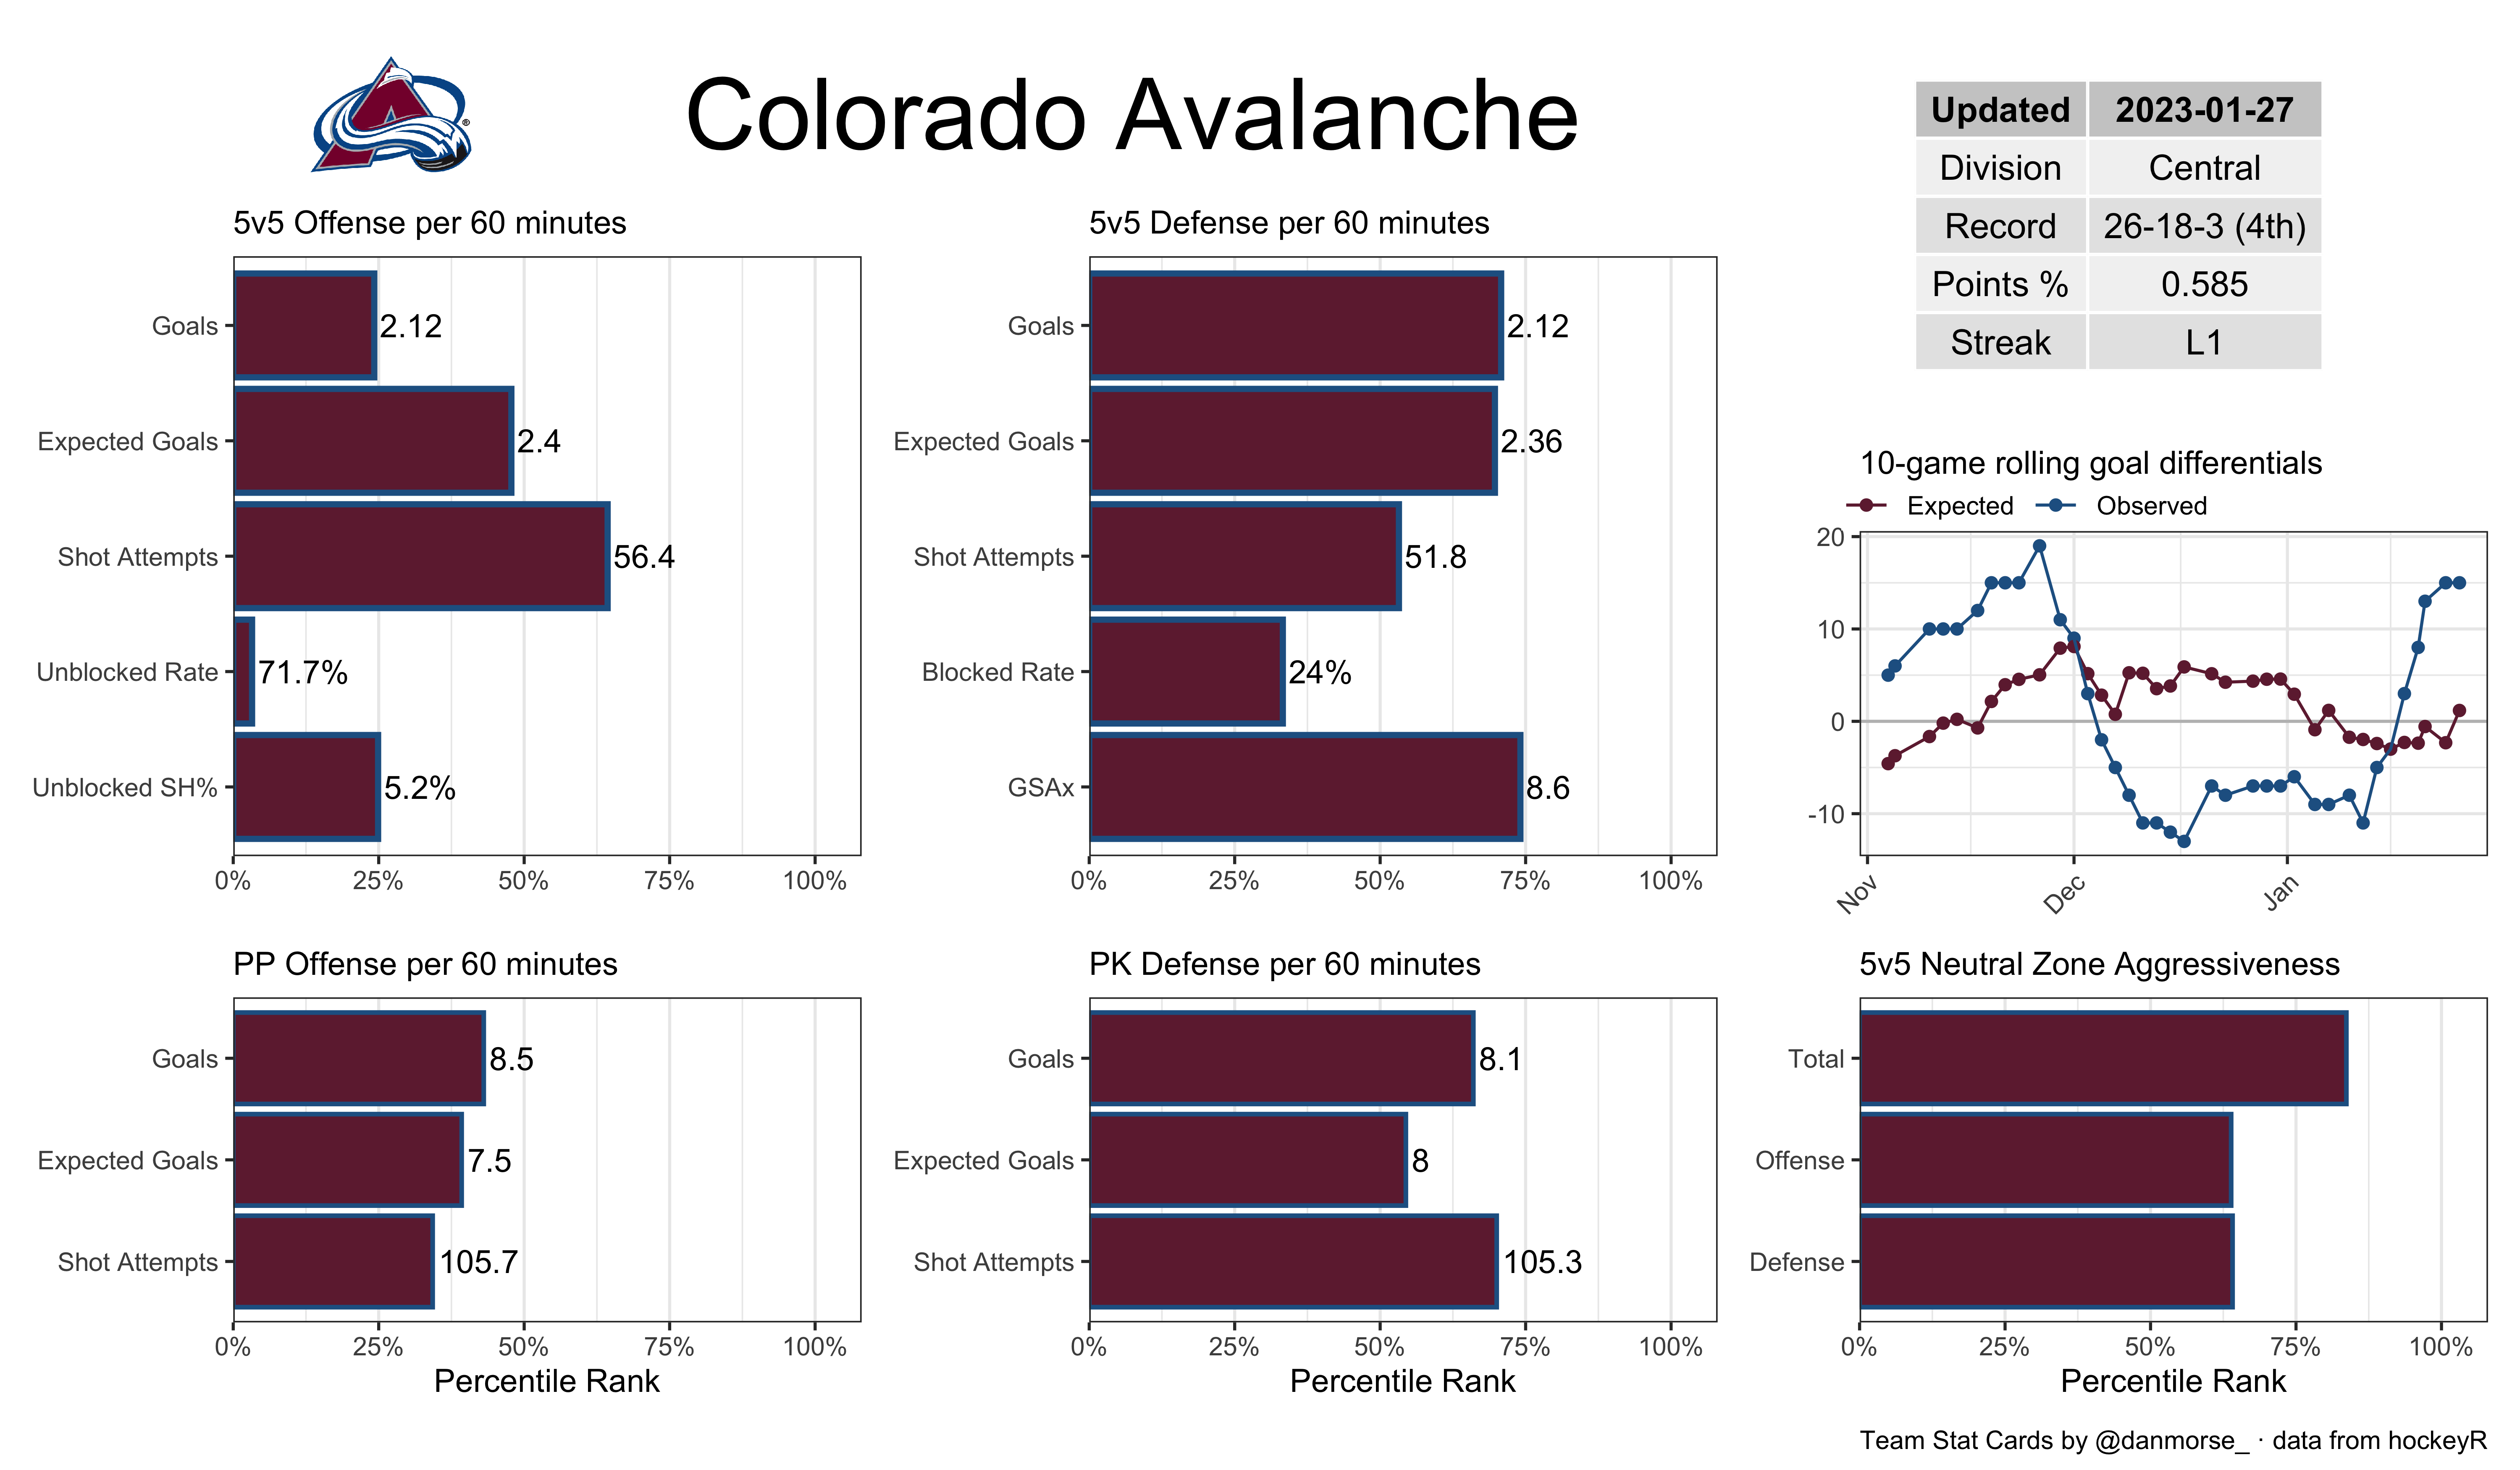 Colorado Avalanche
®
Updated 2023-01-27
Division Central
Record 26-18-3 (4th)
Points % 0.585
Streak L1
5v5 Offense per 60 minutes
Goals 2.12
Expected Goals 2.4
Shot Attempts 56.4
Unblocked Rate 71.7%
Unblocked SH% 5.2%
0% 25% 50% 75% 100%
5v5 Defense per 60 minutes
Goals 2.12
Expected Goals 2.36
Shot Attempts 51.8
Blocked Rate 24%
GSAx 8.6
0% 25% 50% 75% 100%
10-game rolling goal differentials
Expected Observed
20
10
0
-10
Nov Dec Jan
PP Offense per 60 minutes
Goals 8.5
Expected Goals 7.5
Shot Attempts 105.7
0% 25% 50% 75% 100%
Percentile Rank
PK Defense per 60 minutes
Goals 8.1
Expected Goals 8
Shot Attempts 105.3
0% 25% 50% 75% 100%
Percentile Rank
5v5 Neutral Zone Aggressiveness
Total
Offense
Defense
0% 25% 50% 75% 100%
Percentile Rank
Team Stat Cards by @danmorse_ · data from hockeyR